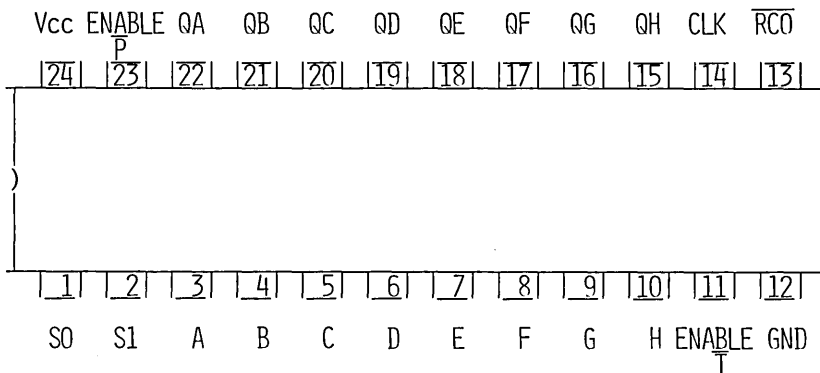 Vcc ENABLE P̅ QA QB QC QD QE QF QG QH CLK R̅C̅O̅
24 23 22 21 20 19 18 17 16 15 14 13
1 2 3 4 5 6 7 8 9 10 11 12
S0 S1 A B C D E F G H ENABLE T̅ GND